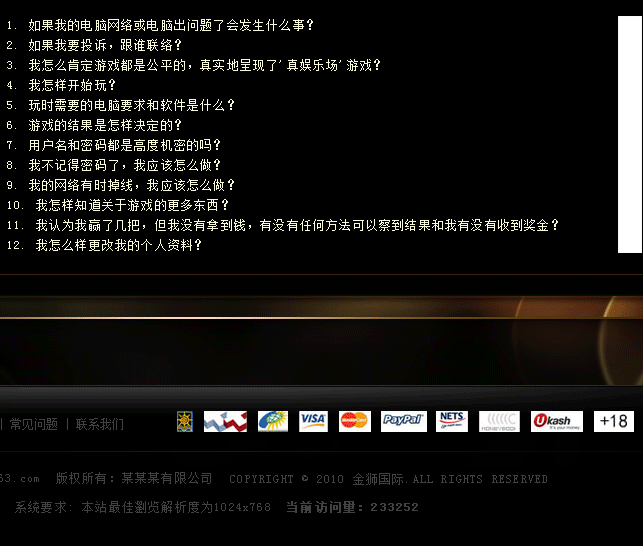 1. 如果我的电脑网络或电脑出问题了会发生什么事?
2. 如果我要投诉，跟谁联络?
3. 我怎么肯定游戏都是公平的，真实地呈现了'真娱乐场'游戏?
4. 我怎样开始玩?
5. 玩时需要的电脑要求和软件是什么?
6. 游戏的结果是怎样决定的?
7. 用户名和密码都是高度机密的吗?
8. 我不记得密码了，我应该怎么做?
9. 我的网络有时掉线，我应该怎么做?
10. 我怎样知道关于游戏的更多东西?
11. 我认为我赢了几把，但我没有拿到钱，有没有任何方法可以察到结果和我有没有收到奖金?
12. 我怎么样更改我的个人资料?
| 常见问题 | 联系我们 VISA MasterCard PayPal NETS HONEYBOOK Ukash It's your money +18
63.com 版权所有：某某某有限公司 COPYRIGHT © 2010 金狮国际.ALL RIGHTS RESERVED
系统要求: 本站最佳瀏览解析度为1024x768 当前访问量：233252